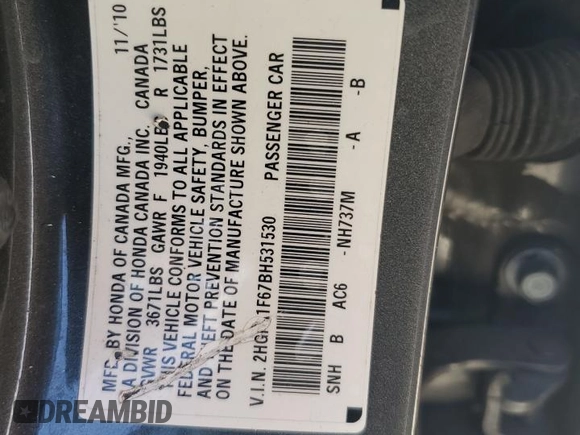 MFD. BY HONDA OF CANADA MFG., 11/'10
A DIVISION OF HONDA CANADA INC. CANADA
GVWR 3671LBS GAWR F 1940LBS R 1731LBS
THIS VEHICLE CONFORMS TO ALL APPLICABLE
FEDERAL MOTOR VEHICLE SAFETY, BUMPER,
AND THEFT PREVENTION STANDARDS IN EFFECT
ON THE DATE OF MANUFACTURE SHOWN ABOVE.
V.I.N. 1F67BH531530 PASSENGER CAR
SNH B AC6 -NH737M -A -B
DREAMBID